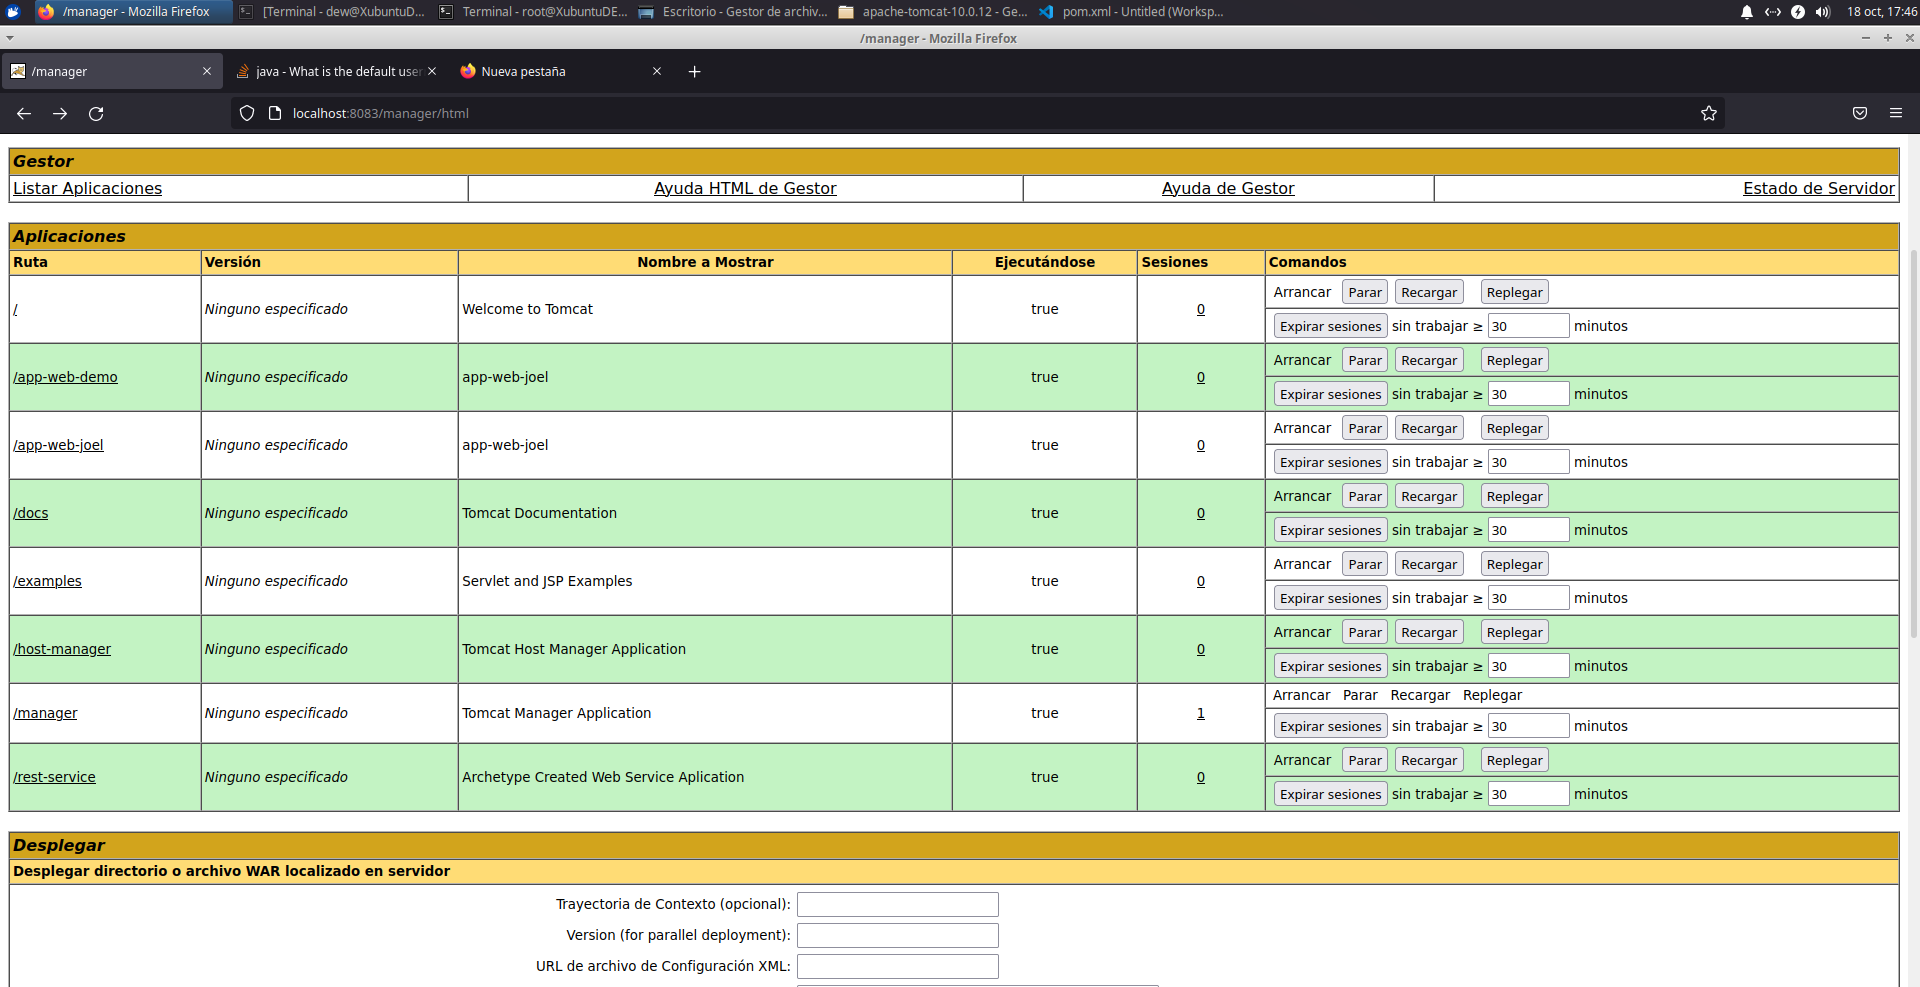 /manager - Mozilla Firefox [Terminal - dew@XubuntuD... Terminal - root@XubuntuDE... Escritorio - Gestor de archiv... apache-tomcat-10.0.12 - Ge... pom.xml - Untitled (Worksp... 18 oct, 17:46
/manager - Mozilla Firefox
/manager java - What is the default user Nueva pestaña
localhost:8083/manager/html
Gestor
Listar Aplicaciones Ayuda HTML de Gestor Ayuda de Gestor Estado de Servidor
Aplicaciones
Ruta Versión Nombre a Mostrar Ejecutándose Sesiones Comandos
Arrancar Parar Recargar Replegar
/ Ninguno especificado Welcome to Tomcat true 0
Expirar sesiones sin trabajar ≥ 30 minutos
Arrancar Parar Recargar Replegar
/app-web-demo Ninguno especificado app-web-joel true 0
Expirar sesiones sin trabajar ≥ 30 minutos
Arrancar Parar Recargar Replegar
/app-web-joel Ninguno especificado app-web-joel true 0
Expirar sesiones sin trabajar ≥ 30 minutos
Arrancar Parar Recargar Replegar
/docs Ninguno especificado Tomcat Documentation true 0
Expirar sesiones sin trabajar ≥ 30 minutos
Arrancar Parar Recargar Replegar
/examples Ninguno especificado Servlet and JSP Examples true 0
Expirar sesiones sin trabajar ≥ 30 minutos
Arrancar Parar Recargar Replegar
/host-manager Ninguno especificado Tomcat Host Manager Application true 0
Expirar sesiones sin trabajar ≥ 30 minutos
Arrancar Parar Recargar Replegar
/manager Ninguno especificado Tomcat Manager Application true 1
Expirar sesiones sin trabajar ≥ 30 minutos
Arrancar Parar Recargar Replegar
/rest-service Ninguno especificado Archetype Created Web Service Aplication true 0
Expirar sesiones sin trabajar ≥ 30 minutos
Desplegar
Desplegar directorio o archivo WAR localizado en servidor
Trayectoria de Contexto (opcional):
Version (for parallel deployment):
URL de archivo de Configuración XML: